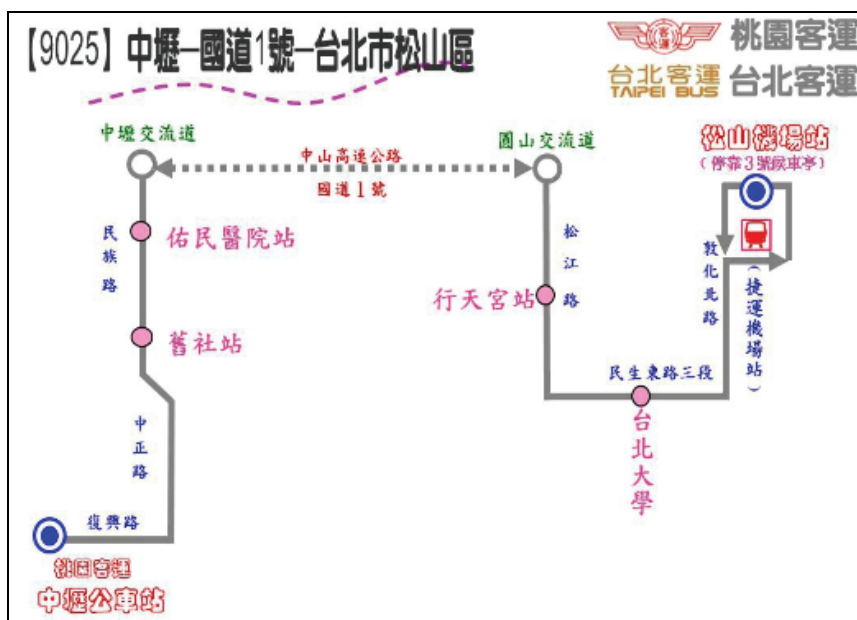 【9025】中壢─國道1號─台北市松山區
桃園客運
台北客運
TAIPEI BUS
台北客運
中壢交流道
中山高速公路
國道1號
圓山交流道
松山機場站
(停靠3號候車亭)
民族路
佑民醫院站
舊社站
中正路
復興路
桃園客運
中壢公車站
松江路
行天宮站
民生東路三段
台北大學
敦化北路
(捷運機場站)